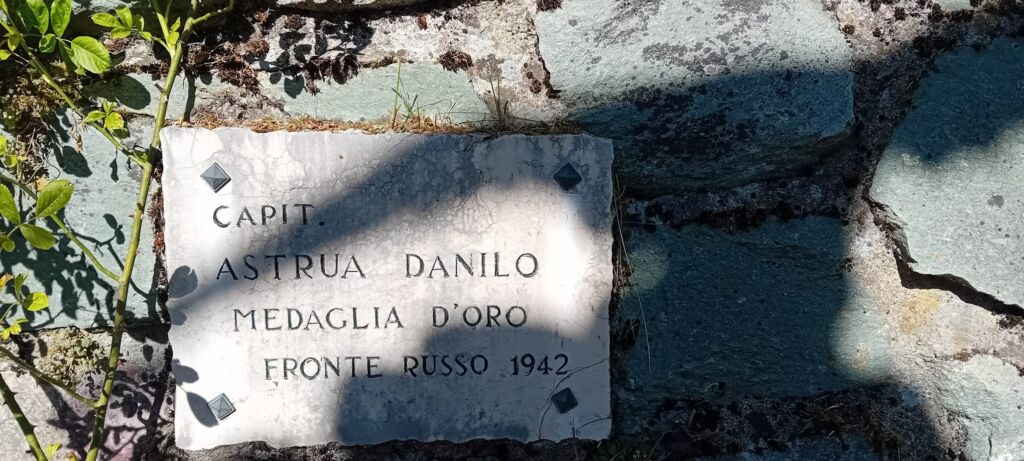 CAPIT.
ASTRUA DANILO
MEDAGLIA D'ORO
FRONTE RUSSO 1942